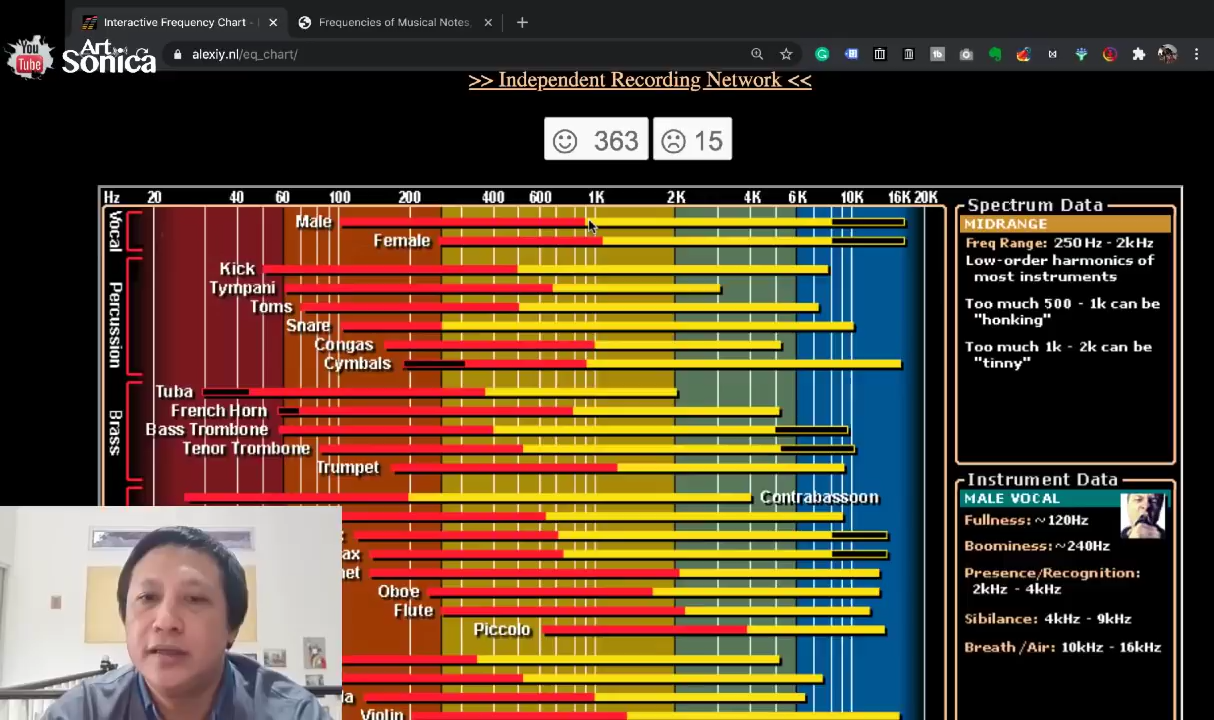 Interactive Frequency Chart -
Frequencies of Musical Notes,
You
Tube
Art
Sonica
alexiy.nl/eq_chart/
>> Independent Recording Network <<
363
15
Hz 20 40 60 100 200 400 600 1K 2K 4K 6K 10K 16K 20K
Vocal
Male
Female
Percussion
Kick
Tympani
Toms
Snare
Congas
Cymbals
Brass
Tuba
French Horn
Bass Trombone
Tenor Trombone
Trumpet
Contrabassoon
Oboe
Flute
Piccolo
Violin
Spectrum Data
MIDRANGE
Freq Range: 250 Hz - 2kHz
Low-order harmonics of
most instruments
Too much 500 - 1k can be
"honking"
Too much 1k - 2k can be
"tinny"
Instrument Data
MALE VOCAL
Fullness: ~120Hz
Boominess: ~240Hz
Presence/Recognition:
2kHz - 4kHz
Sibilance: 4kHz - 9kHz
Breath/Air: 10kHz - 16kHz